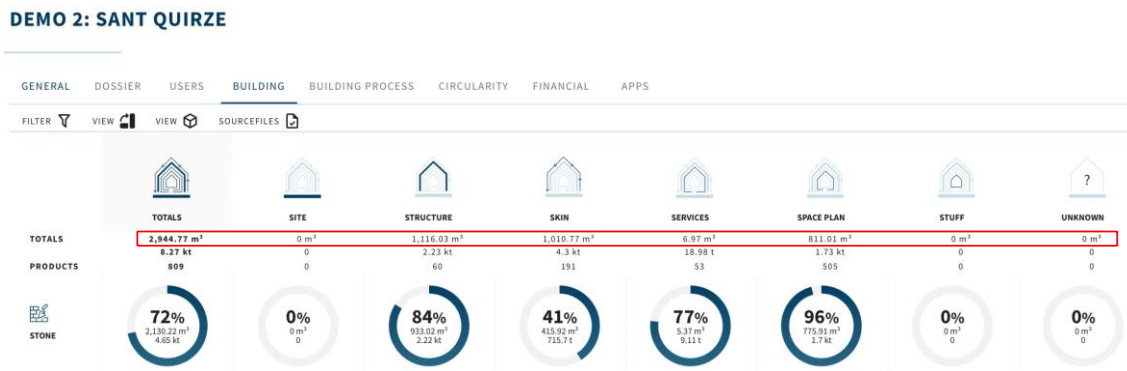 DEMO 2: SANT QUIRZE
GENERAL DOSSIER USERS BUILDING BUILDING PROCESS CIRCULARITY FINANCIAL APPS
FILTER VIEW VIEW SOURCEFILES
?
TOTALS SITE STRUCTURE SKIN SERVICES SPACE PLAN STUFF UNKNOWN
TOTALS 2,944.77 m³ 0 m³ 1,116.03 m³ 1,010.77 m³ 6.97 m³ 811.01 m³ 0 m³ 0 m³
8.27 kt 0 2.23 kt 4.3 kt 18.98 t 1.73 kt 0 0
PRODUCTS 809 0 60 191 53 505 0 0
72% 0% 84% 41% 77% 96% 0% 0%
2,130.22 m³ 0 m³ 933.02 m³ 415.92 m³ 5.37 m³ 775.91 m³ 0 m³ 0 m³
STONE 4.65 kt 0 2.22 kt 715.7 t 9.11 t 1.7 kt 0 0